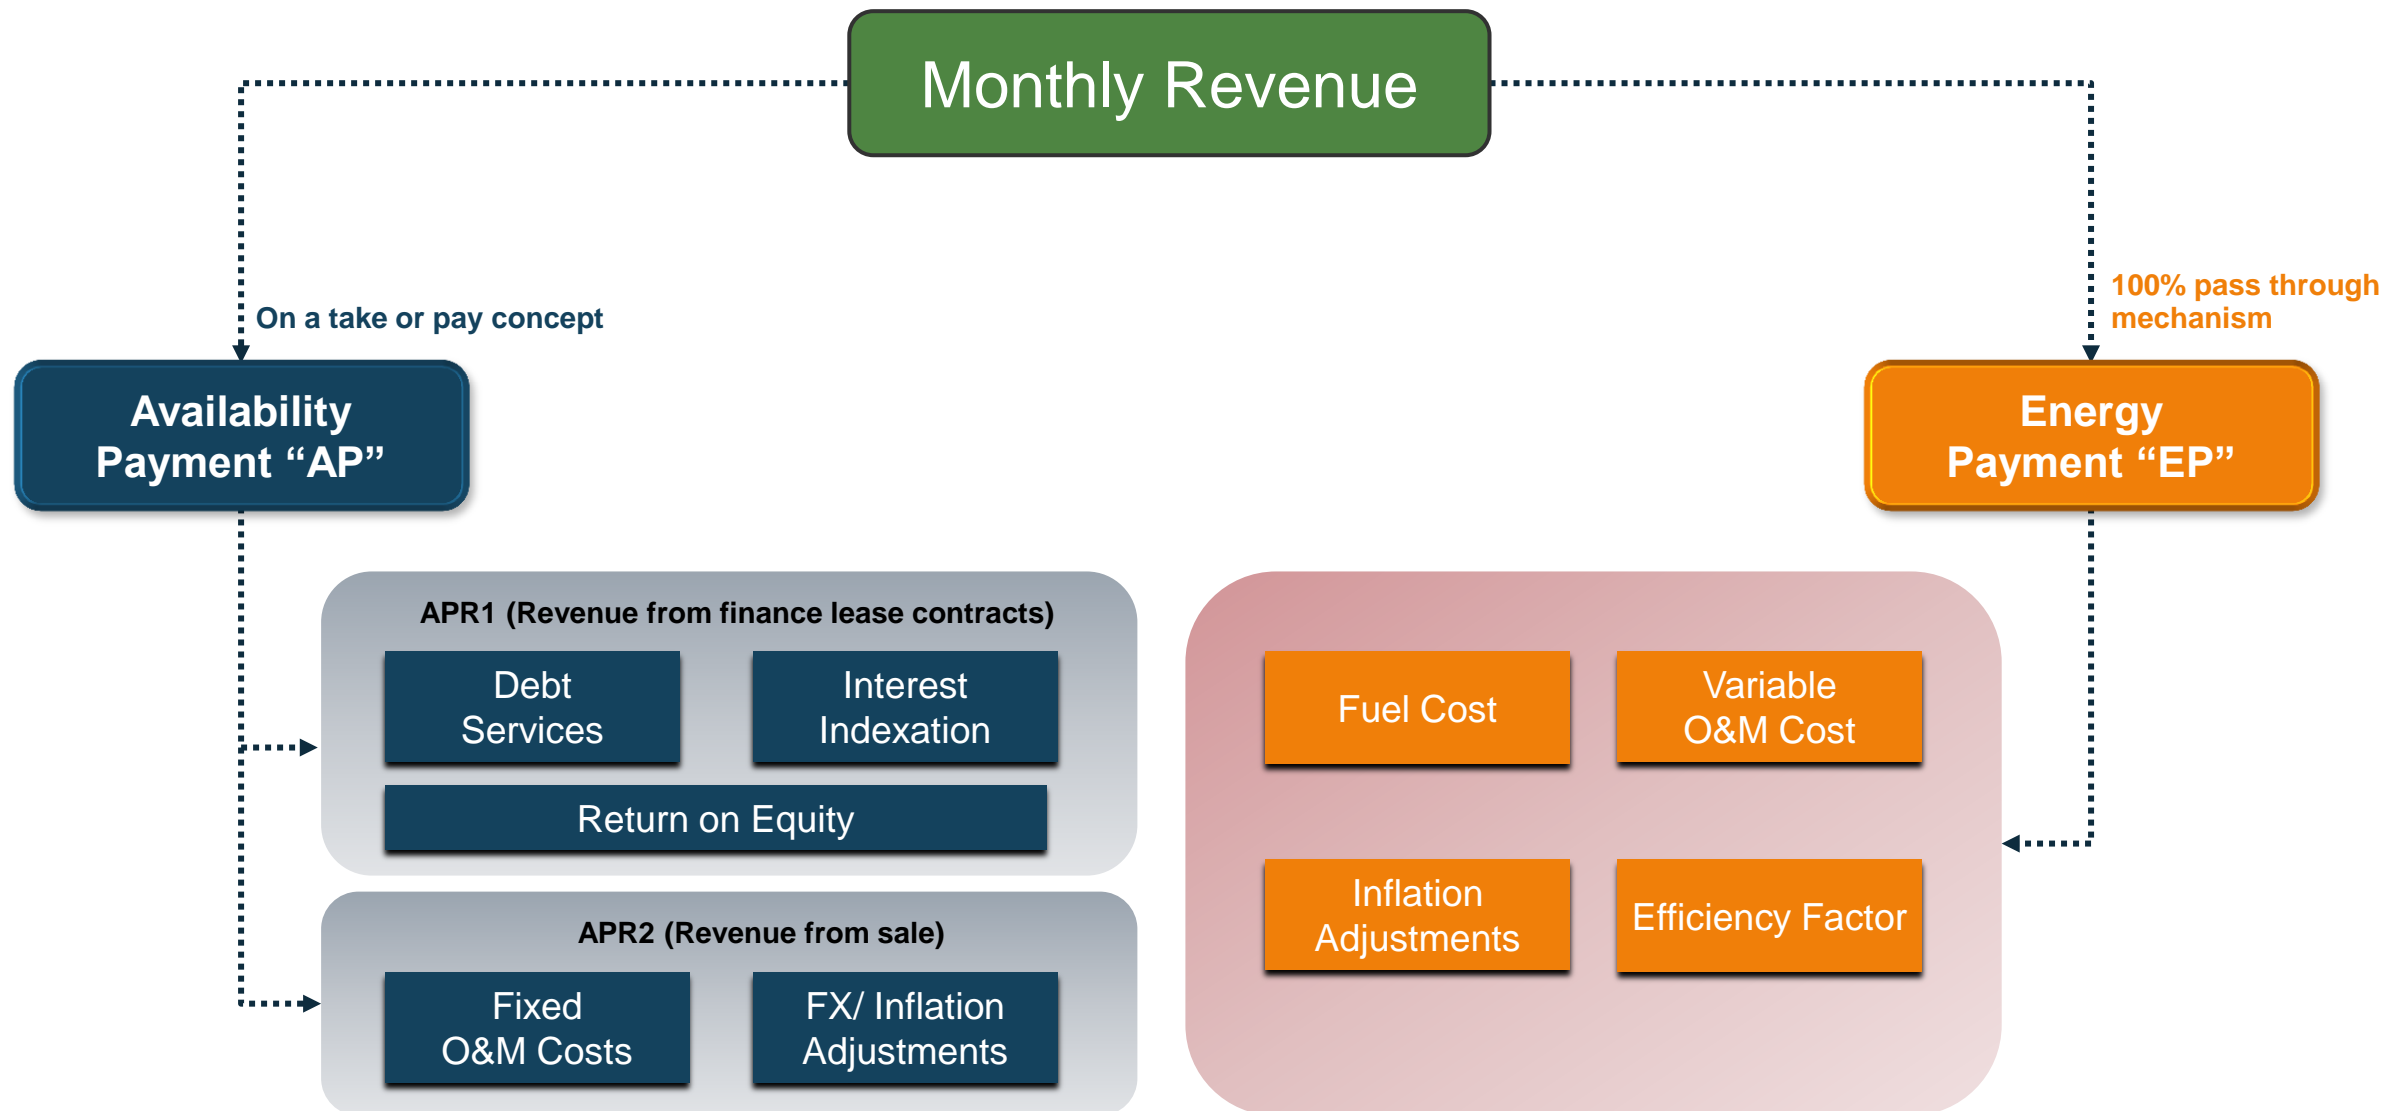 Monthly Revenue
On a take or pay concept
100% pass through
mechanism
Availability
Payment “AP”
Energy
Payment “EP”
APR1 (Revenue from finance lease contracts)
Debt
Services
Interest
Indexation
Return on Equity
APR2 (Revenue from sale)
Fixed
O&M Costs
FX/ Inflation
Adjustments
Fuel Cost
Variable
O&M Cost
Inflation
Adjustments
Efficiency Factor